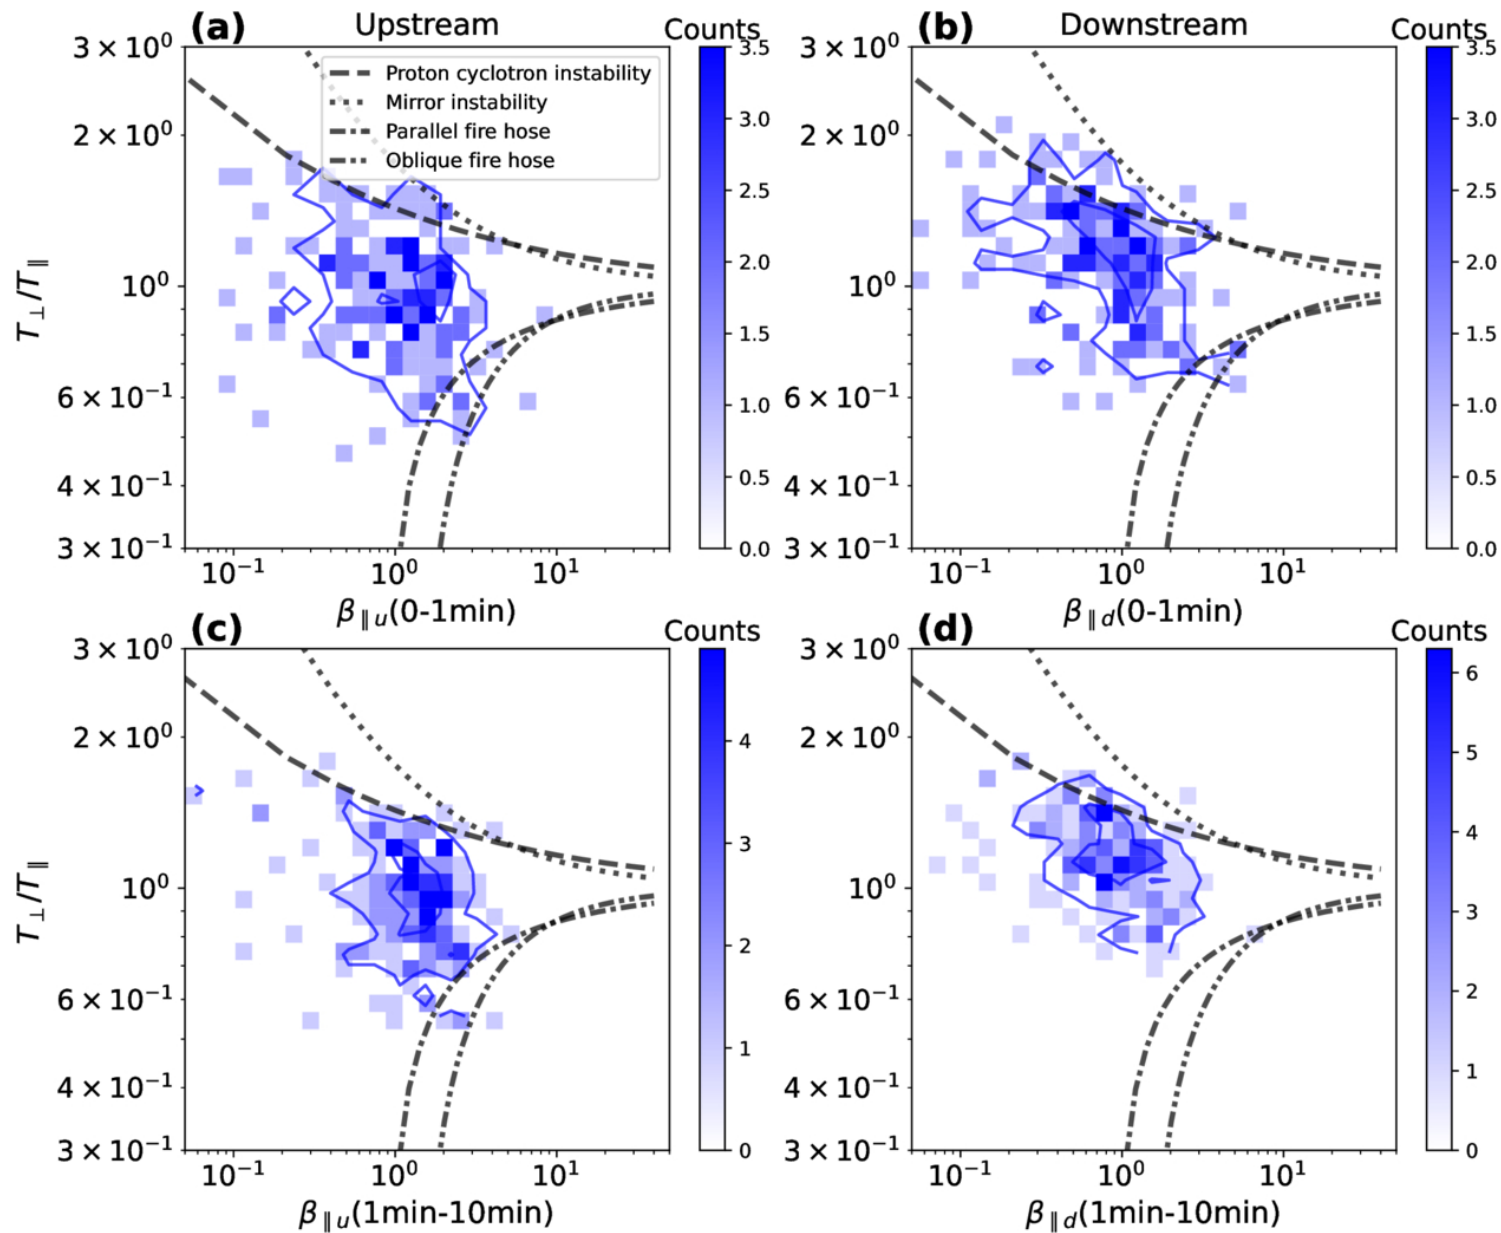 (a) Upstream Counts
3 × 10⁰
2 × 10⁰
10⁰
6 × 10⁻¹
4 × 10⁻¹
3 × 10⁻¹
T⊥/T∥
Proton cyclotron instability
Mirror instability
Parallel fire hose
Oblique fire hose
10⁻¹ 10⁰ 10¹
β∥u(0-1min)
3.5
3.0
2.5
2.0
1.5
1.0
0.5
0.0
(b) Downstream Counts
3 × 10⁰
2 × 10⁰
10⁰
6 × 10⁻¹
4 × 10⁻¹
3 × 10⁻¹
10⁻¹ 10⁰ 10¹
β∥d(0-1min)
3.5
3.0
2.5
2.0
1.5
1.0
0.5
0.0
(c) Counts
3 × 10⁰
2 × 10⁰
10⁰
6 × 10⁻¹
4 × 10⁻¹
3 × 10⁻¹
T⊥/T∥
10⁻¹ 10⁰ 10¹
β∥u(1min-10min)
4
3
2
1
0
(d) Counts
3 × 10⁰
2 × 10⁰
10⁰
6 × 10⁻¹
4 × 10⁻¹
3 × 10⁻¹
10⁻¹ 10⁰ 10¹
β∥d(1min-10min)
6
5
4
3
2
1
0